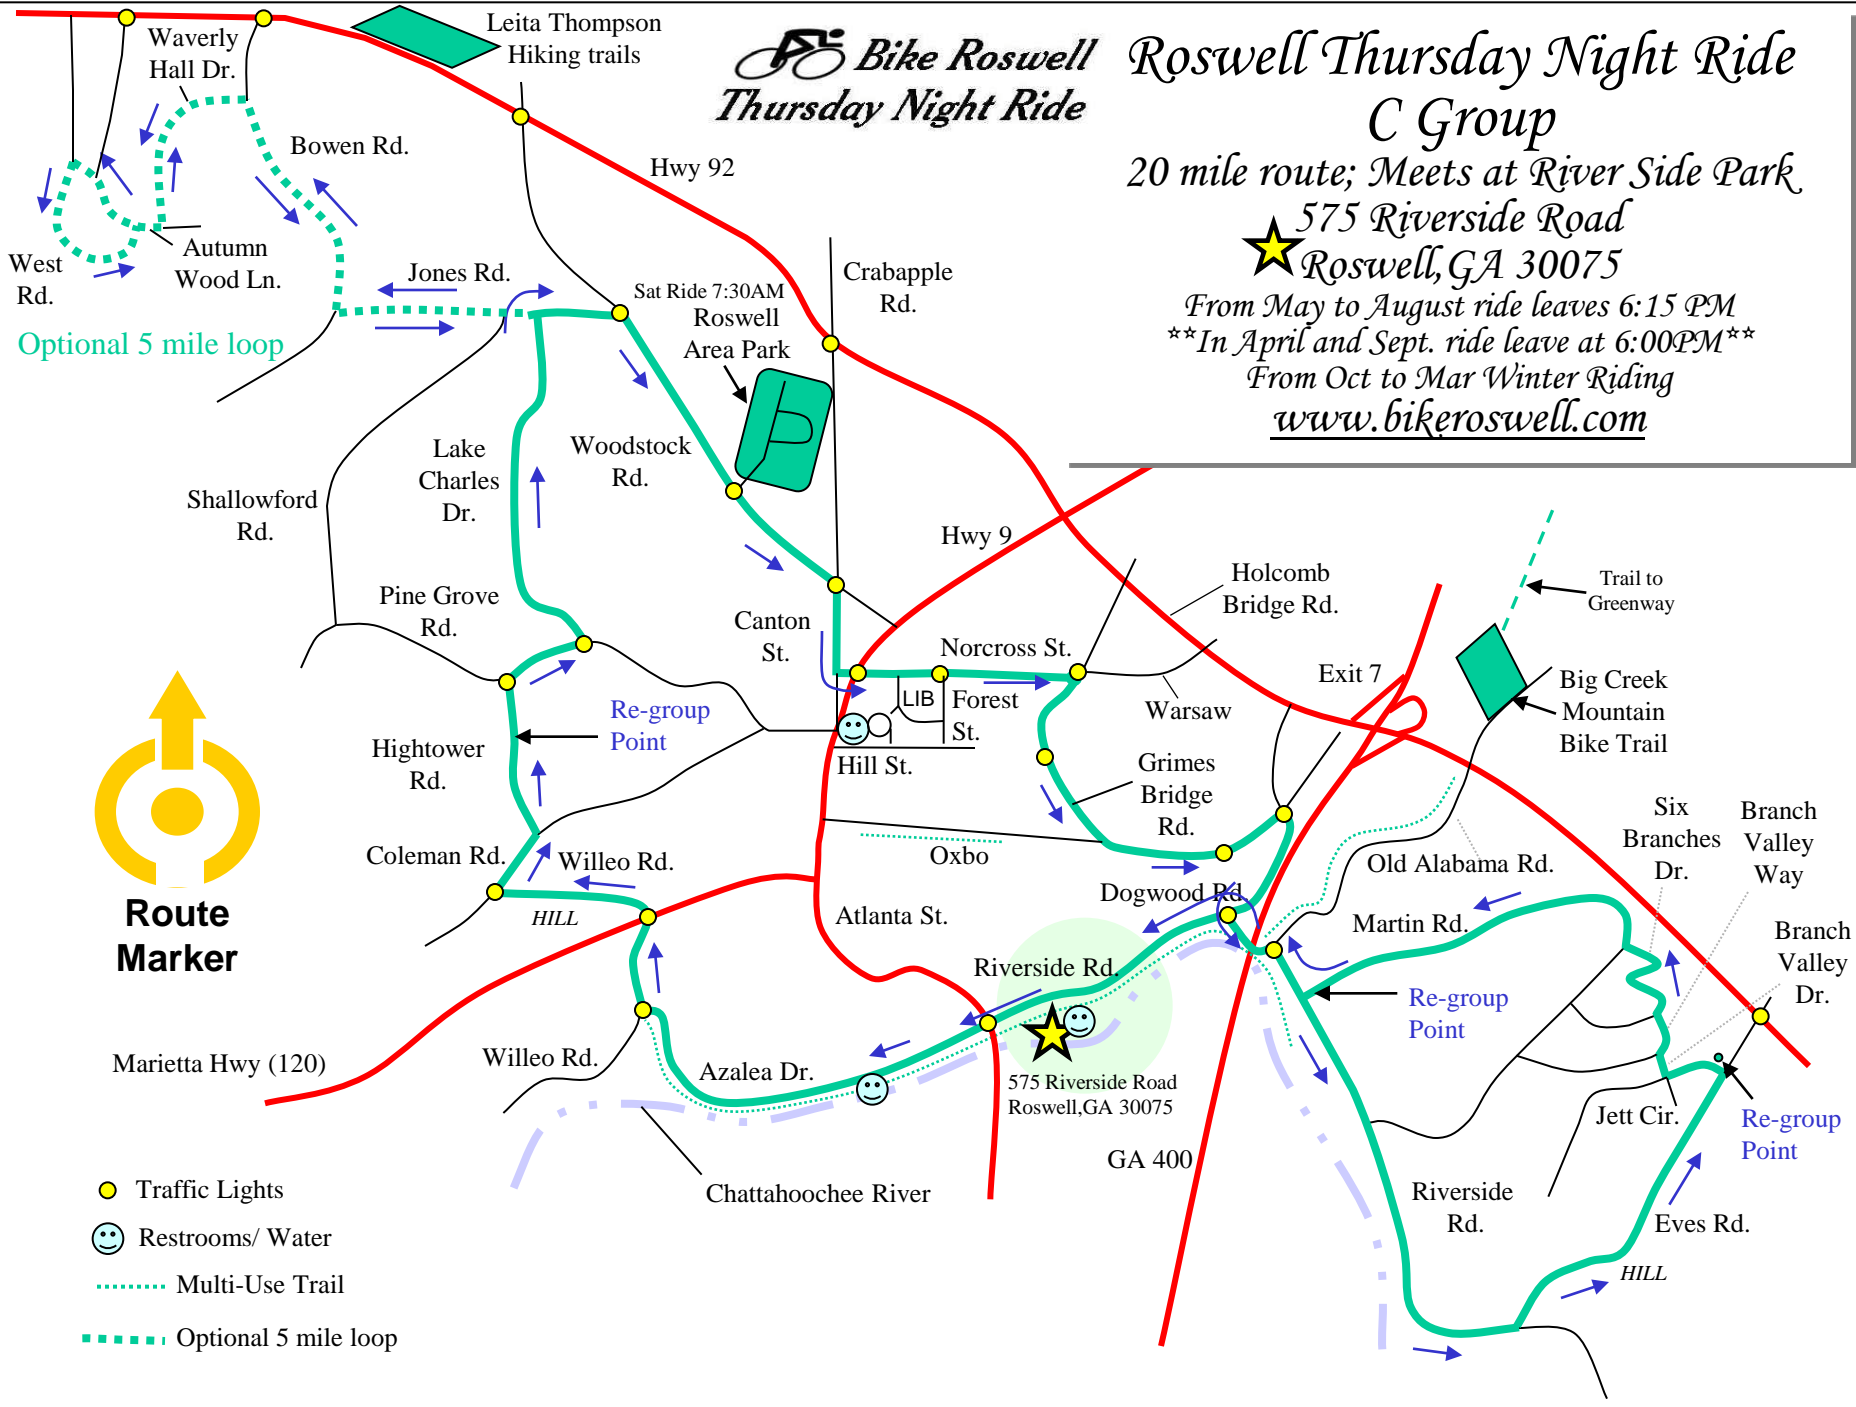 Leita Thompson
Hiking trails
Waverly
Hall Dr.
Bike Roswell
Thursday Night Ride
Roswell Thursday Night Ride
C Group
20 mile route; Meets at River Side Park
575 Riverside Road
Roswell,GA 30075
From May to August ride leaves 6:15 PM
**In April and Sept. ride leave at 6:00PM**
From Oct to Mar Winter Riding
www.bikeroswell.com
Bowen Rd.
Hwy 92
West
Rd.
Autumn
Wood Ln.
Jones Rd.
Optional 5 mile loop
Sat Ride 7:30AM
Roswell
Area Park
Crabapple
Rd.
Lake
Charles
Dr.
Woodstock
Rd.
Shallowford
Rd.
Hwy 9
Pine Grove
Rd.
Canton
St.
Norcross St.
Holcomb
Bridge Rd.
Trail to
Greenway
Exit 7
Big Creek
Mountain
Bike Trail
LIB
Forest
St.
Warsaw
Re-group
Point
Hightower
Rd.
Hill St.
Grimes
Bridge
Rd.
Six
Branches
Dr.
Branch
Valley
Way
Coleman Rd.
Willeo Rd.
Oxbo
Old Alabama Rd.
Dogwood Rd.
HILL
Atlanta St.
Martin Rd.
Branch
Valley
Dr.
Route
Marker
Riverside Rd.
Re-group
Point
Marietta Hwy (120)
Willeo Rd.
Azalea Dr.
575 Riverside Road
Roswell,GA 30075
Jett Cir.
Re-group
Point
GA 400
Chattahoochee River
Riverside
Rd.
Eves Rd.
HILL
Traffic Lights
Restrooms/ Water
Multi-Use Trail
Optional 5 mile loop